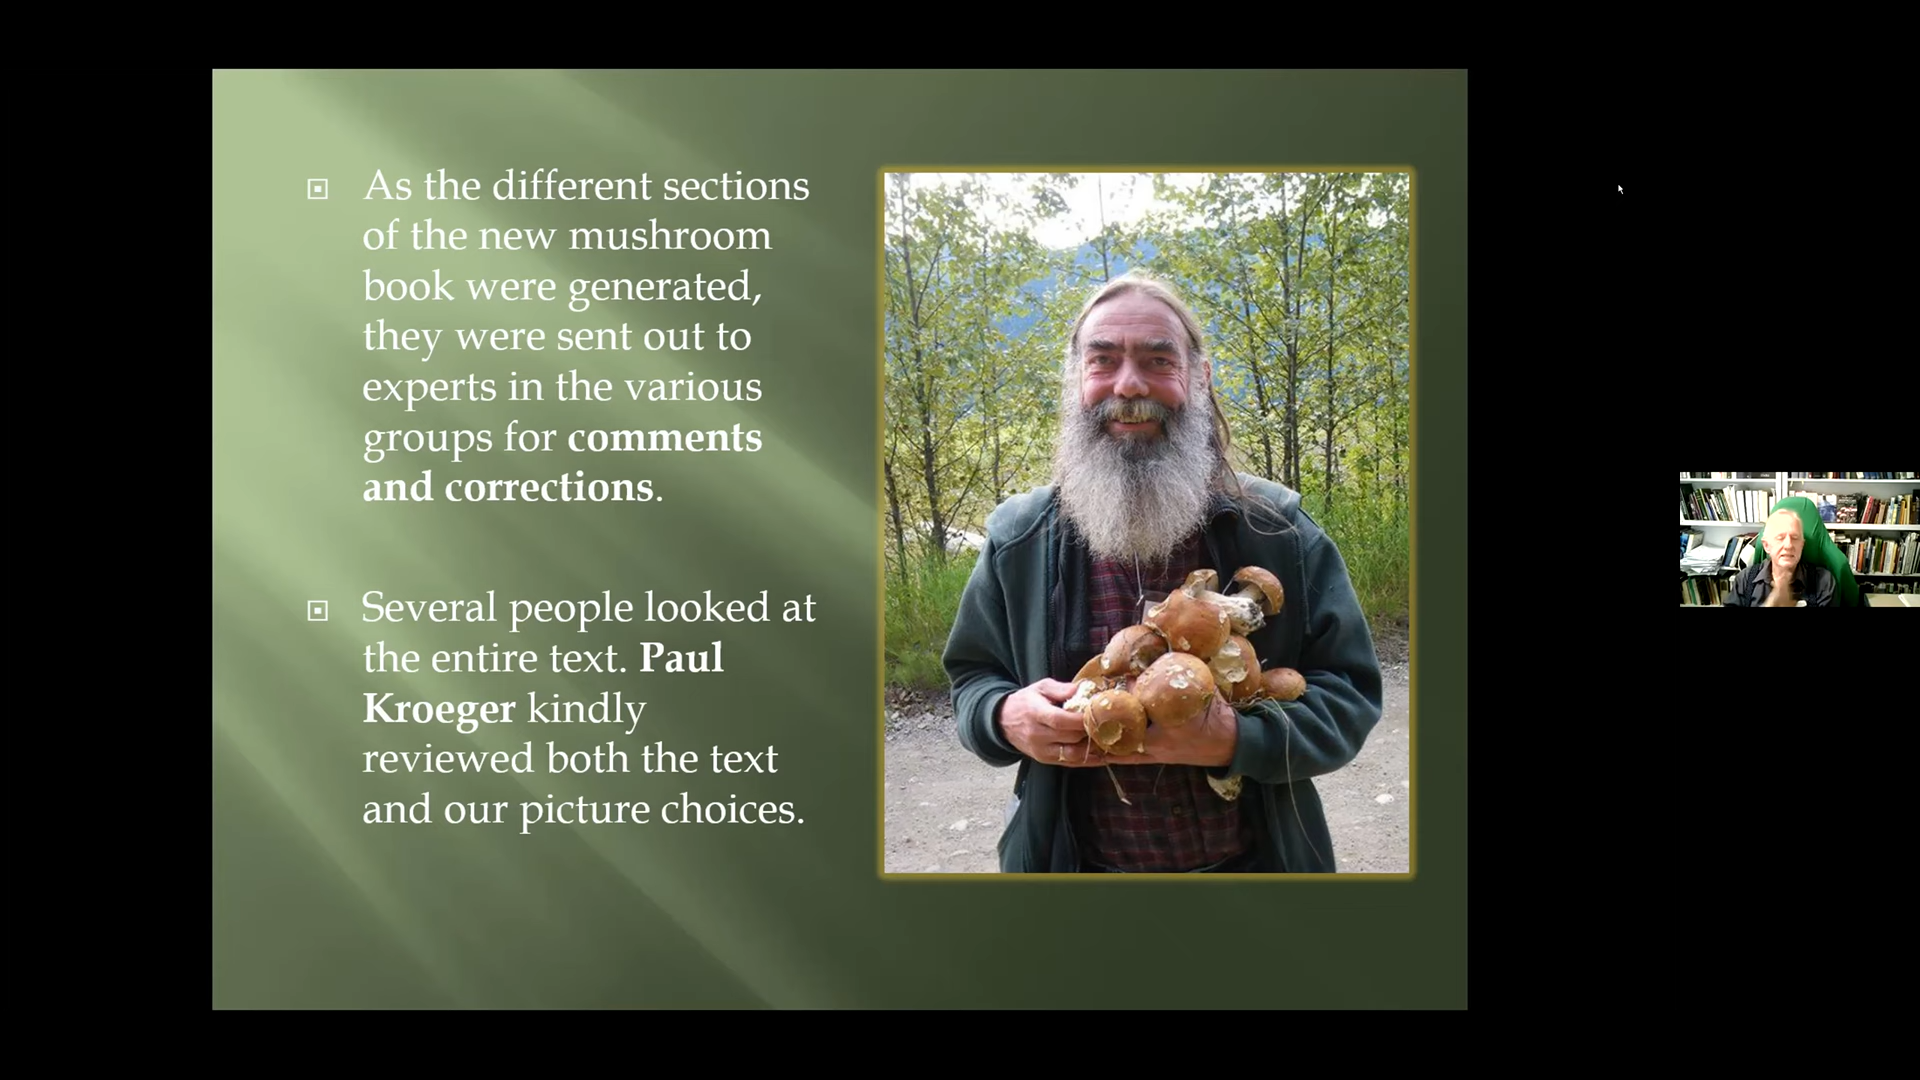 As the different sections
of the new mushroom
book were generated,
they were sent out to
experts in the various
groups for comments
and corrections.
Several people looked at
the entire text. Paul
Kroeger kindly
reviewed both the text
and our picture choices.